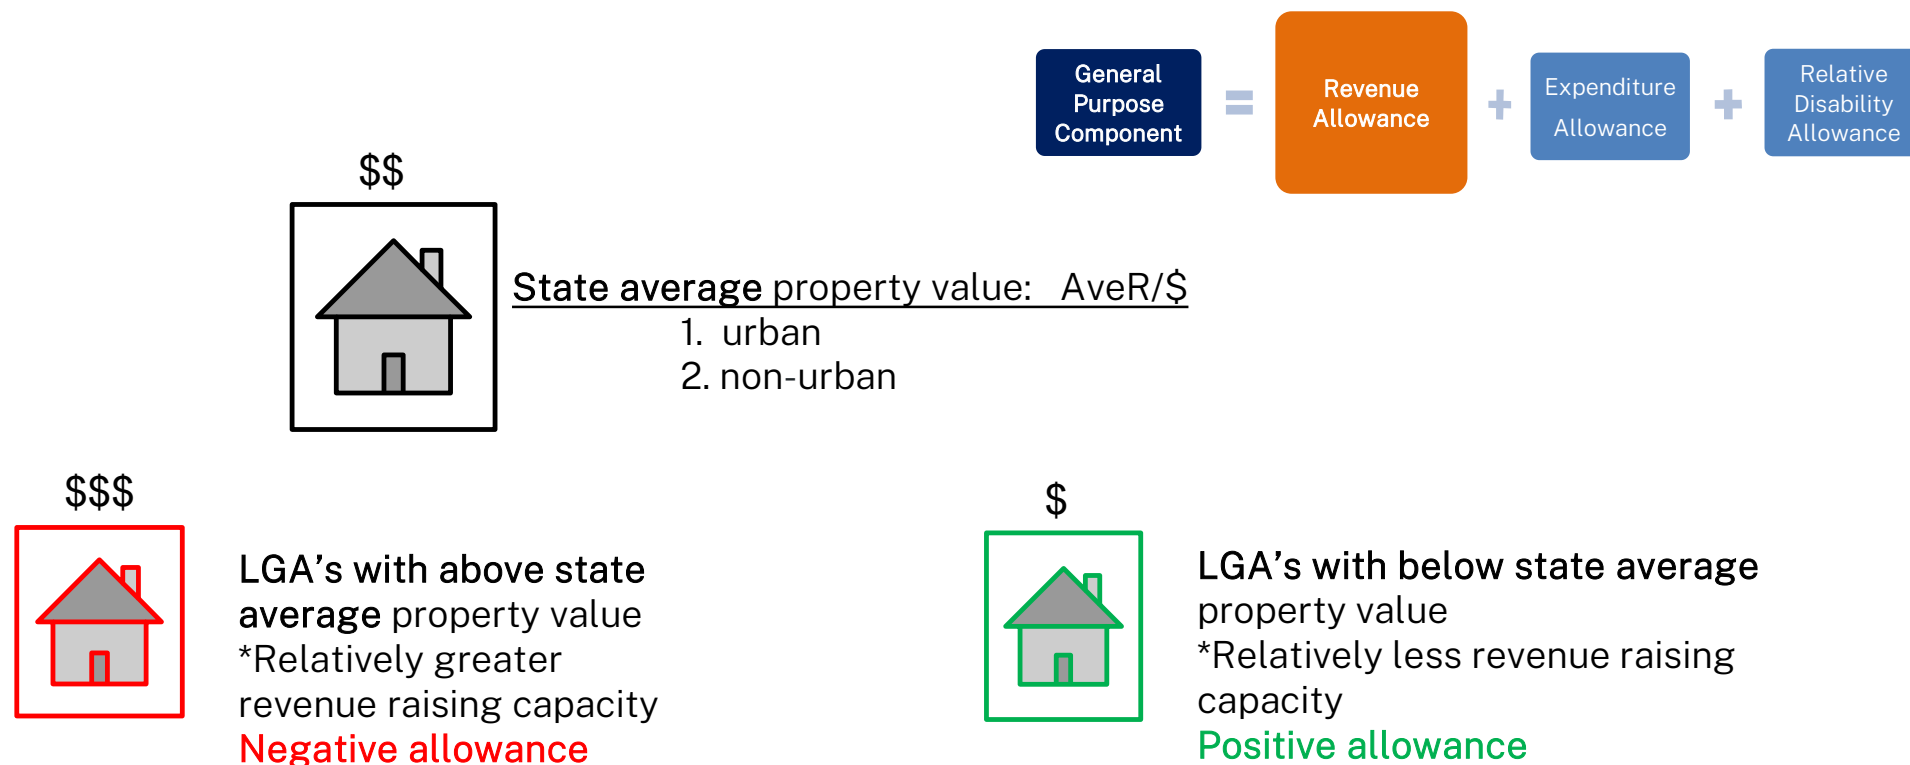 General
Purpose
Component
=
Revenue
Allowance
+
Expenditure
Allowance
+
Relative
Disability
Allowance
$$
State average property value: AveR/$
1. urban
2. non-urban
$$$
LGA's with above state
average property value
*Relatively greater
revenue raising capacity
Negative allowance
$
LGA's with below state average
property value
*Relatively less revenue raising
capacity
Positive allowance